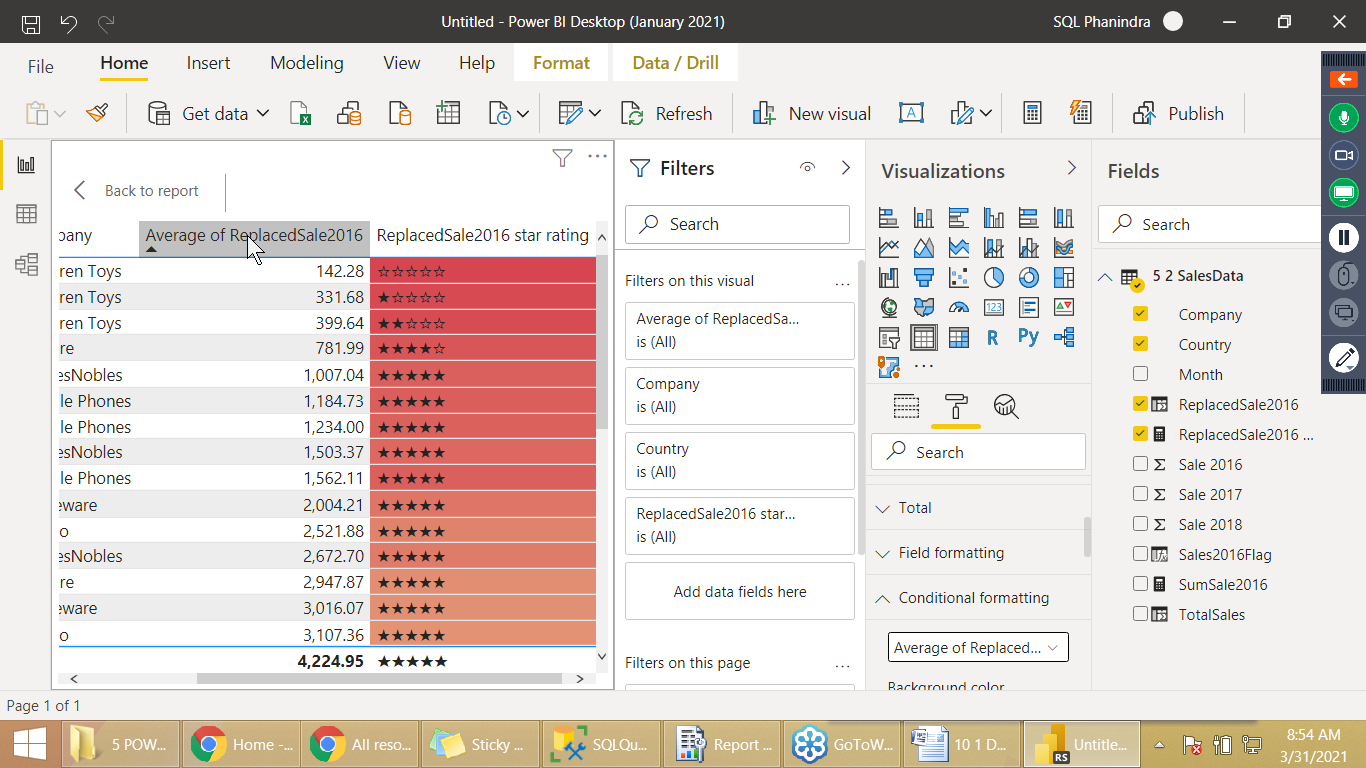 Untitled - Power BI Desktop (January 2021)
SQL Phanindra
File
Home
Insert
Modeling
View
Help
Format
Data / Drill
Get data
Refresh
New visual
Publish
Back to report
pany
Average of ReplacedSale2016
ReplacedSale2016 star rating
ren Toys 142.28 ★☆☆☆☆
ren Toys 331.68 ★☆☆☆☆
ren Toys 399.64 ★★☆☆☆
re 781.99 ★★★★☆
esNobles 1,007.04 ★★★★★
le Phones 1,184.73 ★★★★★
le Phones 1,234.00 ★★★★★
esNobles 1,503.37 ★★★★★
le Phones 1,562.11 ★★★★★
eware 2,004.21 ★★★★★
o 2,521.88 ★★★★★
esNobles 2,672.70 ★★★★★
re 2,947.87 ★★★★★
eware 3,016.07 ★★★★★
o 3,107.36 ★★★★★
4,224.95 ★★★★★
Filters
Search
Filters on this visual ...
Average of ReplacedSa...
is (All)
Company
is (All)
Country
is (All)
ReplacedSale2016 star...
is (All)
Add data fields here
Filters on this page ...
Visualizations
123
R
Py
...
Search
Total
Field formatting
Conditional formatting
Average of Replaced...
Background color
Fields
Search
5 2 SalesData
Company
Country
Month
ReplacedSale2016
ReplacedSale2016 ...
Σ Sale 2016
Σ Sale 2017
Σ Sale 2018
Sales2016Flag
SumSale2016
TotalSales
Page 1 of 1
5 POW...
Home -...
All reso...
Sticky ...
SQLQu...
Report ...
GoToW...
10 1 D...
RS
Untitle...
8:54 AM
3/31/2021